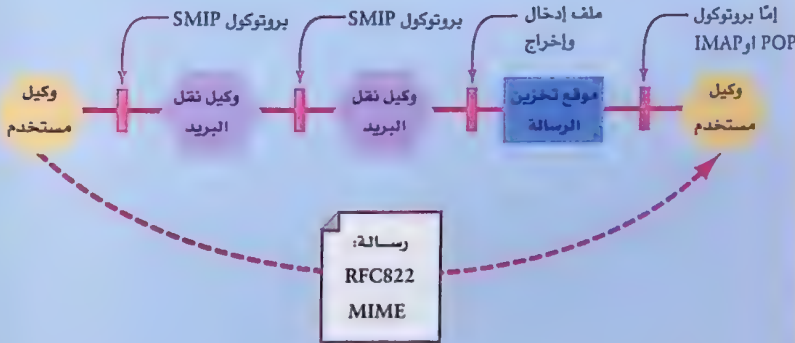 بروتوكول SMIP
بروتوكول SMIP
ملف إدخال
وإخراج
إمّا بروتوكول
POP أو IMAP
وكيل
مستخدم
وكيل نقل
البريد
وكيل نقل
البريد
موقع تخزين
الرسالة
وكيل
مستخدم
رسالة:
RFC822
MIME